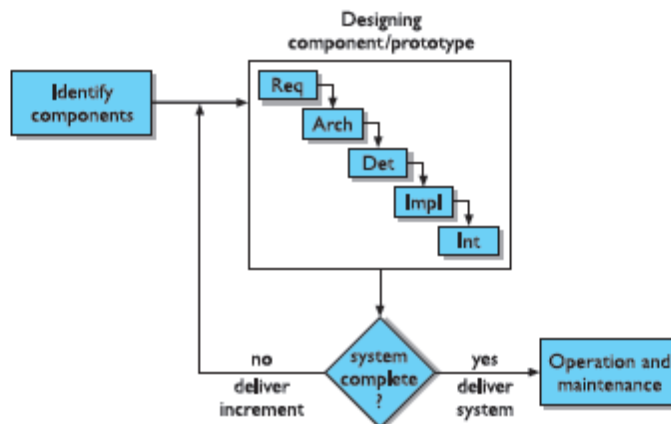 Designing
component/prototype
Identify
components
Req
Arch
Det
Impl
Int
no
deliver
increment
system
complete
?
yes
deliver
system
Operation and
maintenance